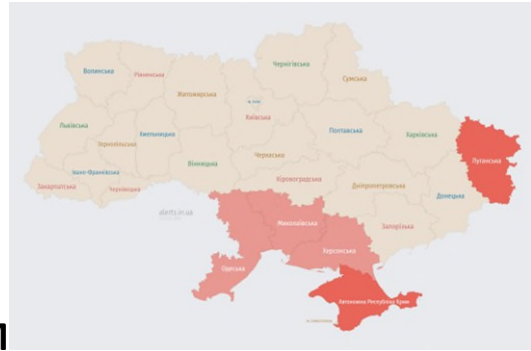 Чернігівська
Волинська
Рівненська
Сумська
Житомирська
м. Київ
Київська
Львівська
Тернопільська
Хмельницька
Полтавська
Харківська
Луганська
Черкаська
Вінницька
Івано-Франківська
Закарпатська
Чернівецька
Кіровоградська
Дніпропетровська
Донецька
alerts.in.ua
Миколаївська
Запорізька
Херсонська
Одеська
Автономна Республіка Крим